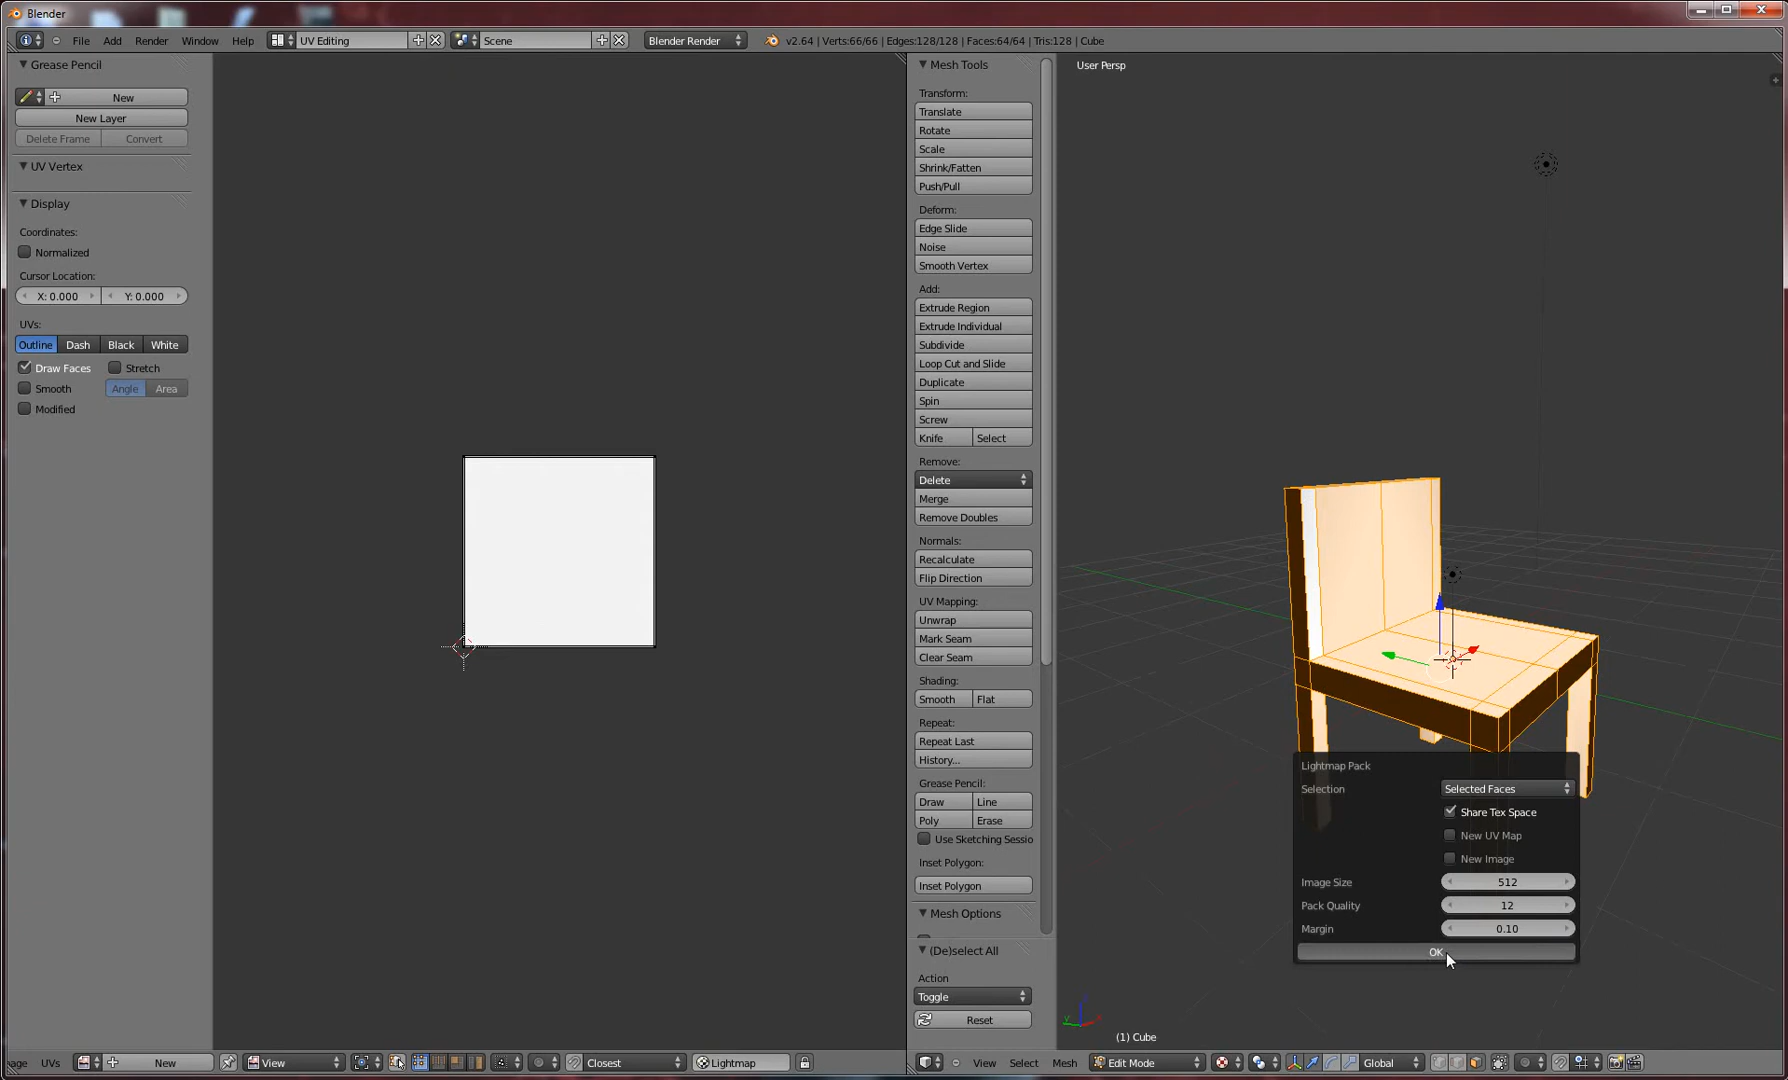 Blender
File Add Render Window Help UV Editing Scene Blender Render v2.64 | Verts:66/66 | Edges:128/128 | Faces:64/64 | Tris:128 | Cube
Grease Pencil
New
New Layer
Delete Frame Convert
UV Vertex
Display
Coordinates:
Normalized
Cursor Location:
X: 0.000 Y: 0.000
UVs:
Outline Dash Black White
Draw Faces Stretch
Smooth Angle Area
Modified
Mesh Tools
Transform:
Translate
Rotate
Scale
Shrink/Fatten
Push/Pull
Deform:
Edge Slide
Noise
Smooth Vertex
Add:
Extrude Region
Extrude Individual
Subdivide
Loop Cut and Slide
Duplicate
Spin
Screw
Knife Select
Remove:
Delete
Merge
Remove Doubles
Normals:
Recalculate
Flip Direction
UV Mapping:
Unwrap
Mark Seam
Clear Seam
Shading:
Smooth Flat
Repeat:
Repeat Last
History...
Grease Pencil:
Draw Line
Poly Erase
Use Sketching Sessio
Inset Polygon:
Inset Polygon
Mesh Options
(De)select All
Action
Toggle
Reset
User Persp
Lightmap Pack
Selection Selected Faces
Share Tex Space
New UV Map
New Image
Image Size 512
Pack Quality 12
Margin 0.10
OK
(1) Cube
age UVs New View Closest Lightmap
View Select Mesh Edit Mode Global